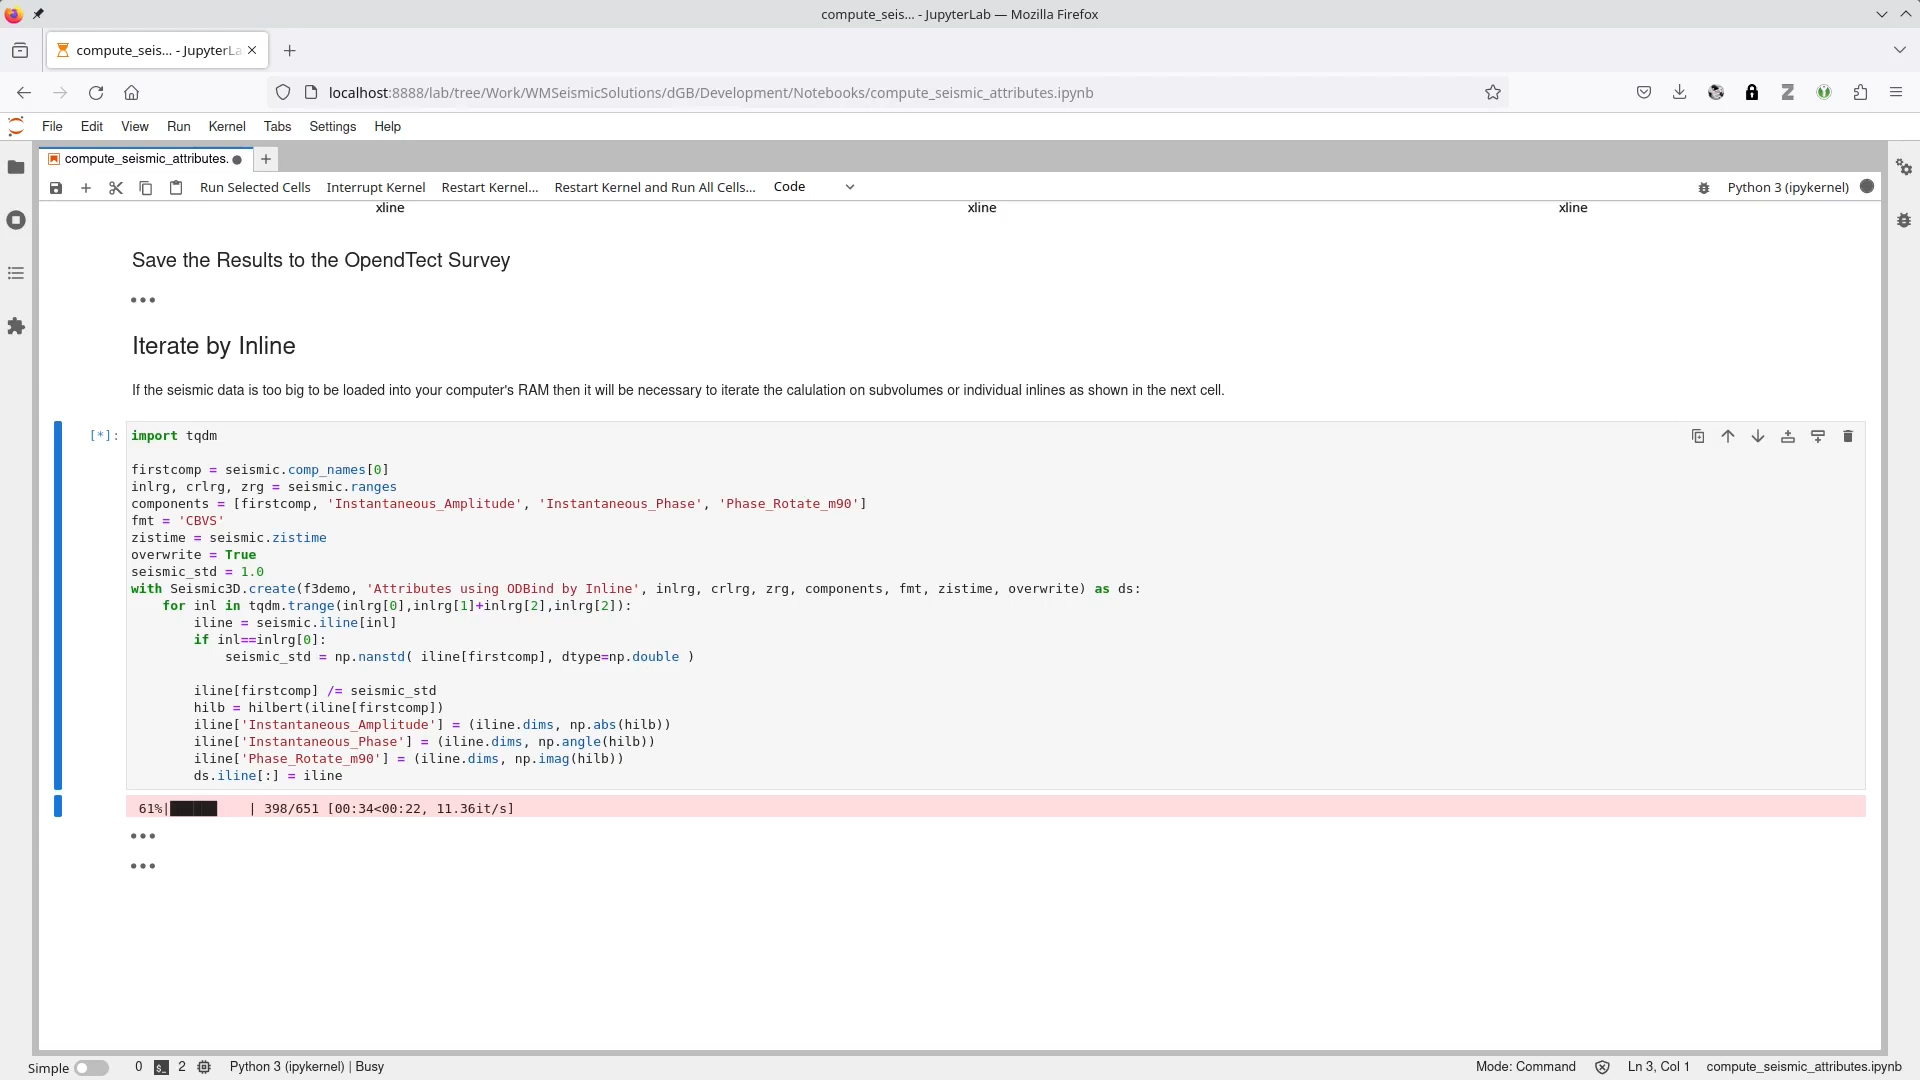 compute_seis... - JupyterLab — Mozilla Firefox
compute_seis... - JupyterLa
localhost:8888/lab/tree/Work/WMSeismicSolutions/dGB/Development/Notebooks/compute_seismic_attributes.ipynb
File Edit View Run Kernel Tabs Settings Help
compute_seismic_attributes.
Run Selected Cells Interrupt Kernel Restart Kernel... Restart Kernel and Run All Cells... Code Python 3 (ipykernel)
xline xline xline
Save the Results to the OpendTect Survey
Iterate by Inline
If the seismic data is too big to be loaded into your computer's RAM then it will be necessary to iterate the calulation on subvolumes or individual inlines as shown in the next cell.
[*]: import tqdm
firstcomp = seismic.comp_names[0]
inlrg, crlrg, zrg = seismic.ranges
components = [firstcomp, 'Instantaneous_Amplitude', 'Instantaneous_Phase', 'Phase_Rotate_m90']
fmt = 'CBVS'
zistime = seismic.zistime
overwrite = True
seismic_std = 1.0
with Seismic3D.create(f3demo, 'Attributes using ODBind by Inline', inlrg, crlrg, zrg, components, fmt, zistime, overwrite) as ds:
    for inl in tqdm.trange(inlrg[0],inlrg[1]+inlrg[2],inlrg[2]):
        iline = seismic.iline[inl]
        if inl==inlrg[0]:
            seismic_std = np.nanstd( iline[firstcomp], dtype=np.double )
        iline[firstcomp] /= seismic_std
        hilb = hilbert(iline[firstcomp])
        iline['Instantaneous_Amplitude'] = (iline.dims, np.abs(hilb))
        iline['Instantaneous_Phase'] = (iline.dims, np.angle(hilb))
        iline['Phase_Rotate_m90'] = (iline.dims, np.imag(hilb))
        ds.iline[:] = iline
61%|██████    | 398/651 [00:34<00:22, 11.36it/s]
Simple 0 $_ 2 Python 3 (ipykernel) | Busy Mode: Command Ln 3, Col 1 compute_seismic_attributes.ipynb